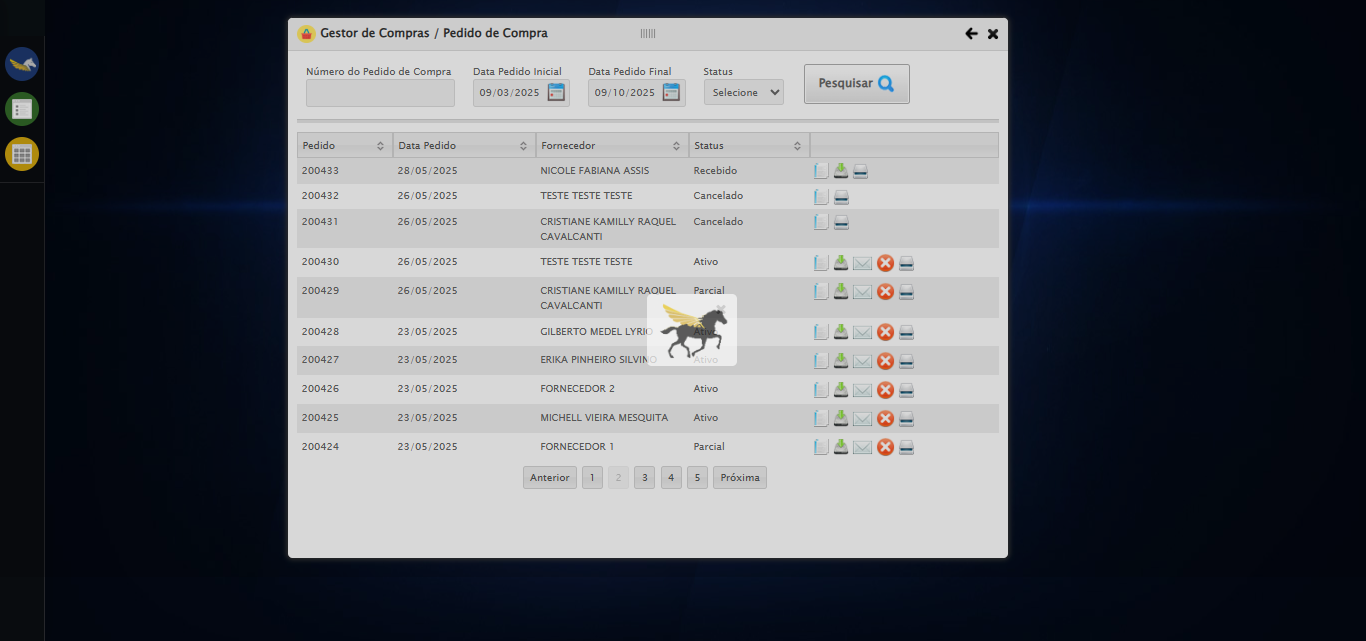 Gestor de Compras / Pedido de Compra
Número do Pedido de Compra Data Pedido Inicial Data Pedido Final Status
09/03/2025 09/10/2025 Selecione Pesquisar
Pedido Data Pedido Fornecedor Status
200433 28/05/2025 NICOLE FABIANA ASSIS Recebido
200432 26/05/2025 TESTE TESTE TESTE Cancelado
200431 26/05/2025 CRISTIANE KAMILLY RAQUEL Cancelado
CAVALCANTI
200430 26/05/2025 TESTE TESTE TESTE Ativo
200429 26/05/2025 CRISTIANE KAMILLY RAQUEL Parcial
CAVALCANTI
200428 23/05/2025 GILBERTO MEDEL LYRIO Ativo
200427 23/05/2025 ERIKA PINHEIRO SILVINO Ativo
200426 23/05/2025 FORNECEDOR 2 Ativo
200425 23/05/2025 MICHELL VIEIRA MESQUITA Ativo
200424 23/05/2025 FORNECEDOR 1 Parcial
Anterior 1 2 3 4 5 Próxima